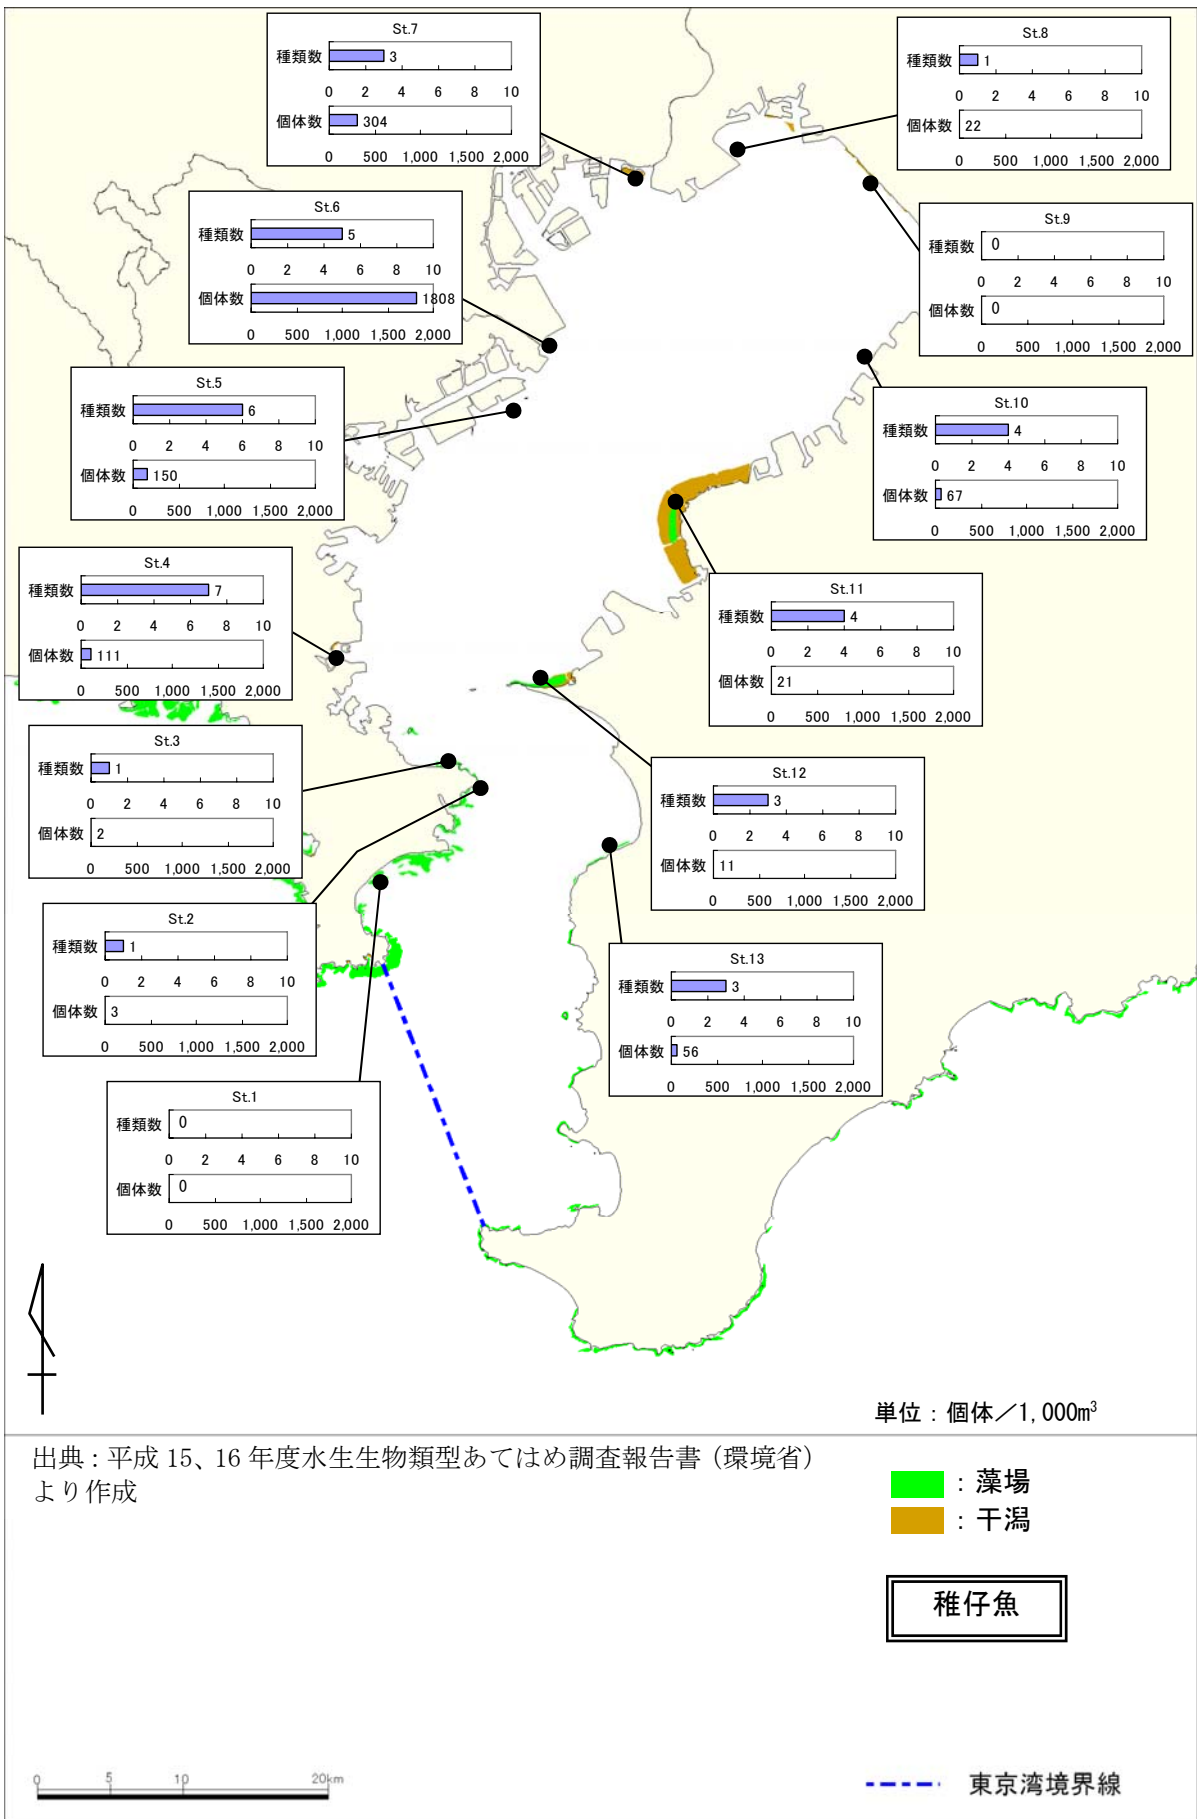 St.7
種類数 3
0 2 4 6 8 10
個体数 304
0 500 1,000 1,500 2,000
St.8
種類数 1
0 2 4 6 8 10
個体数 22
0 500 1,000 1,500 2,000
St.6
種類数 5
0 2 4 6 8 10
個体数 1808
0 500 1,000 1,500 2,000
St.9
種類数 0
0 2 4 6 8 10
個体数 0
0 500 1,000 1,500 2,000
St.5
種類数 6
0 2 4 6 8 10
個体数 150
0 500 1,000 1,500 2,000
St.10
種類数 4
0 2 4 6 8 10
個体数 67
0 500 1,000 1,500 2,000
St.4
種類数 7
0 2 4 6 8 10
個体数 111
0 500 1,000 1,500 2,000
St.11
種類数 4
0 2 4 6 8 10
個体数 21
0 500 1,000 1,500 2,000
St.3
種類数 1
0 2 4 6 8 10
個体数 2
0 500 1,000 1,500 2,000
St.12
種類数 3
0 2 4 6 8 10
個体数 11
0 500 1,000 1,500 2,000
St.2
種類数 1
0 2 4 6 8 10
個体数 3
0 500 1,000 1,500 2,000
St.13
種類数 3
0 2 4 6 8 10
個体数 56
0 500 1,000 1,500 2,000
St.1
種類数 0
0 2 4 6 8 10
個体数 0
0 500 1,000 1,500 2,000
単位：個体／1,000m³
出典：平成 15、16 年度水生生物類型あてはめ調査報告書（環境省）
より作成
：藻場
：干潟
稚仔魚
0 5 10 20km
東京湾境界線